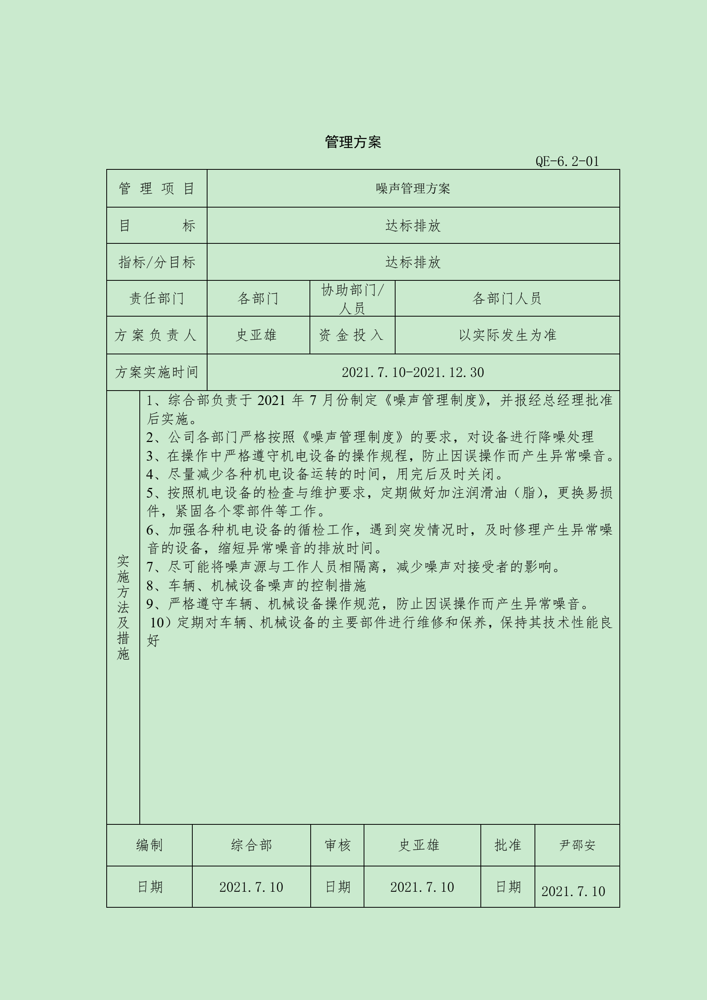 管理方案
QE-6.2-01
管 理 项 目 噪声管理方案
目 标 达标排放
指标/分目标 达标排放
责任部门 各部门 协助部门/ 各部门人员
人员
方案负责人 史亚雄 资金投入 以实际发生为准
方案实施时间 2021.7.10-2021.12.30
实施方法及措施
1、综合部负责于 2021 年 7 月份制定《噪声管理制度》，并报经总经理批准
后实施。
2、公司各部门严格按照《噪声管理制度》的要求，对设备进行降噪处理
3、在操作中严格遵守机电设备的操作规程，防止因误操作而产生异常噪音。
4、尽量减少各种机电设备运转的时间，用完后及时关闭。
5、按照机电设备的检查与维护要求，定期做好加注润滑油（脂），更换易损
件，紧固各个零部件等工作。
6、加强各种机电设备的循检工作，遇到突发情况时，及时修理产生异常噪
音的设备，缩短异常噪音的排放时间。
7、尽可能将噪声源与工作人员相隔离，减少噪声对接受者的影响。
8、车辆、机械设备噪声的控制措施
9、严格遵守车辆、机械设备操作规范，防止因误操作而产生异常噪音。
10）定期对车辆、机械设备的主要部件进行维修和保养，保持其技术性能良
好
编制 综合部 审核 史亚雄 批准 尹邵安
日期 2021.7.10 日期 2021.7.10 日期 2021.7.10